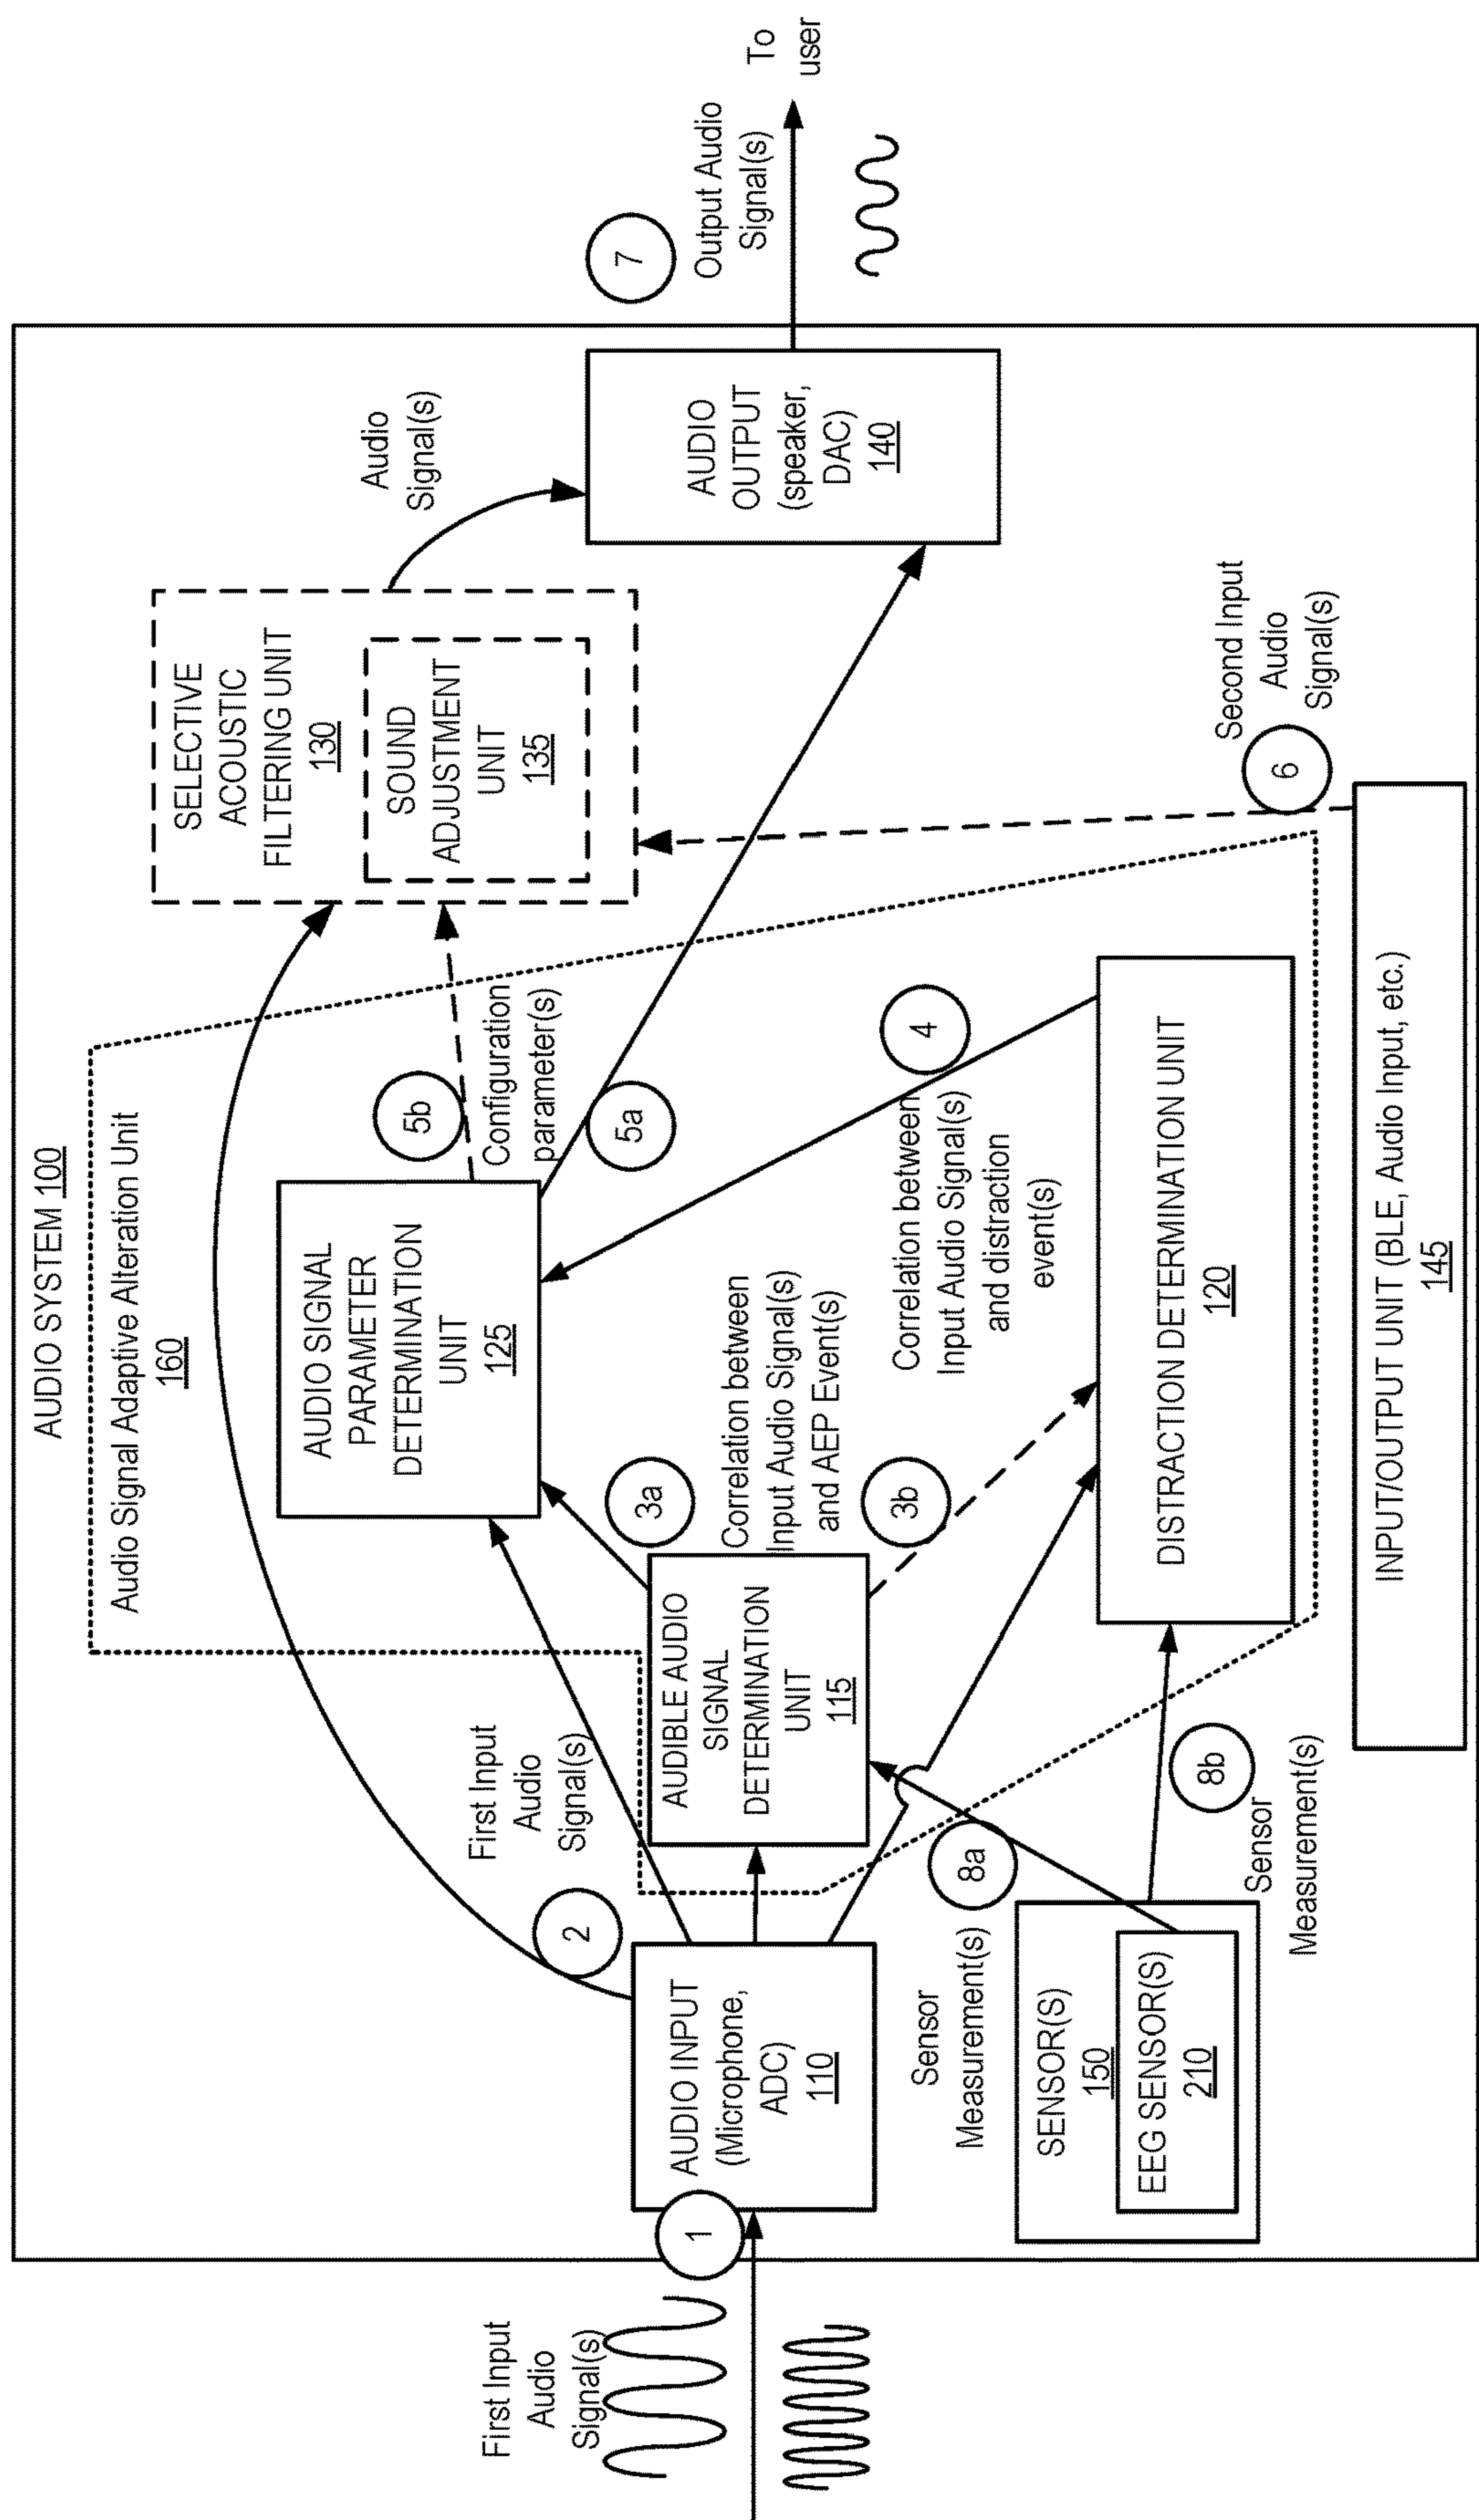 AUDIO SYSTEM 100
Audio Signal Adaptive Alteration Unit
160
First Input
Audio
Signal(s)
1
AUDIO INPUT
(Microphone,
ADC)
110
2
First Input
Audio
Signal(s)
SENSOR(S)
150
EEG SENSOR(S)
210
Sensor
Measurement(s)
8a
8b
Sensor
Measurement(s)
AUDIBLE AUDIO
SIGNAL
DETERMINATION
UNIT
115
3a
Correlation between
Input Audio Signal(s)
and AEP Event(s)
3b
AUDIO SIGNAL
PARAMETER
DETERMINATION
UNIT
125
DISTRACTION DETERMINATION UNIT
120
4
Correlation between
Input Audio Signal(s)
and distraction
event(s)
5b
Configuration
parameter(s)
5a
SELECTIVE
ACOUSTIC
FILTERING UNIT
130
SOUND
ADJUSTMENT
UNIT
135
INPUT/OUTPUT UNIT (BLE, Audio Input, etc.)
145
6
Second Input
Audio
Signal(s)
Audio
Signal(s)
AUDIO
OUTPUT
(speaker,
DAC)
140
7
Output Audio
Signal(s)
To
user